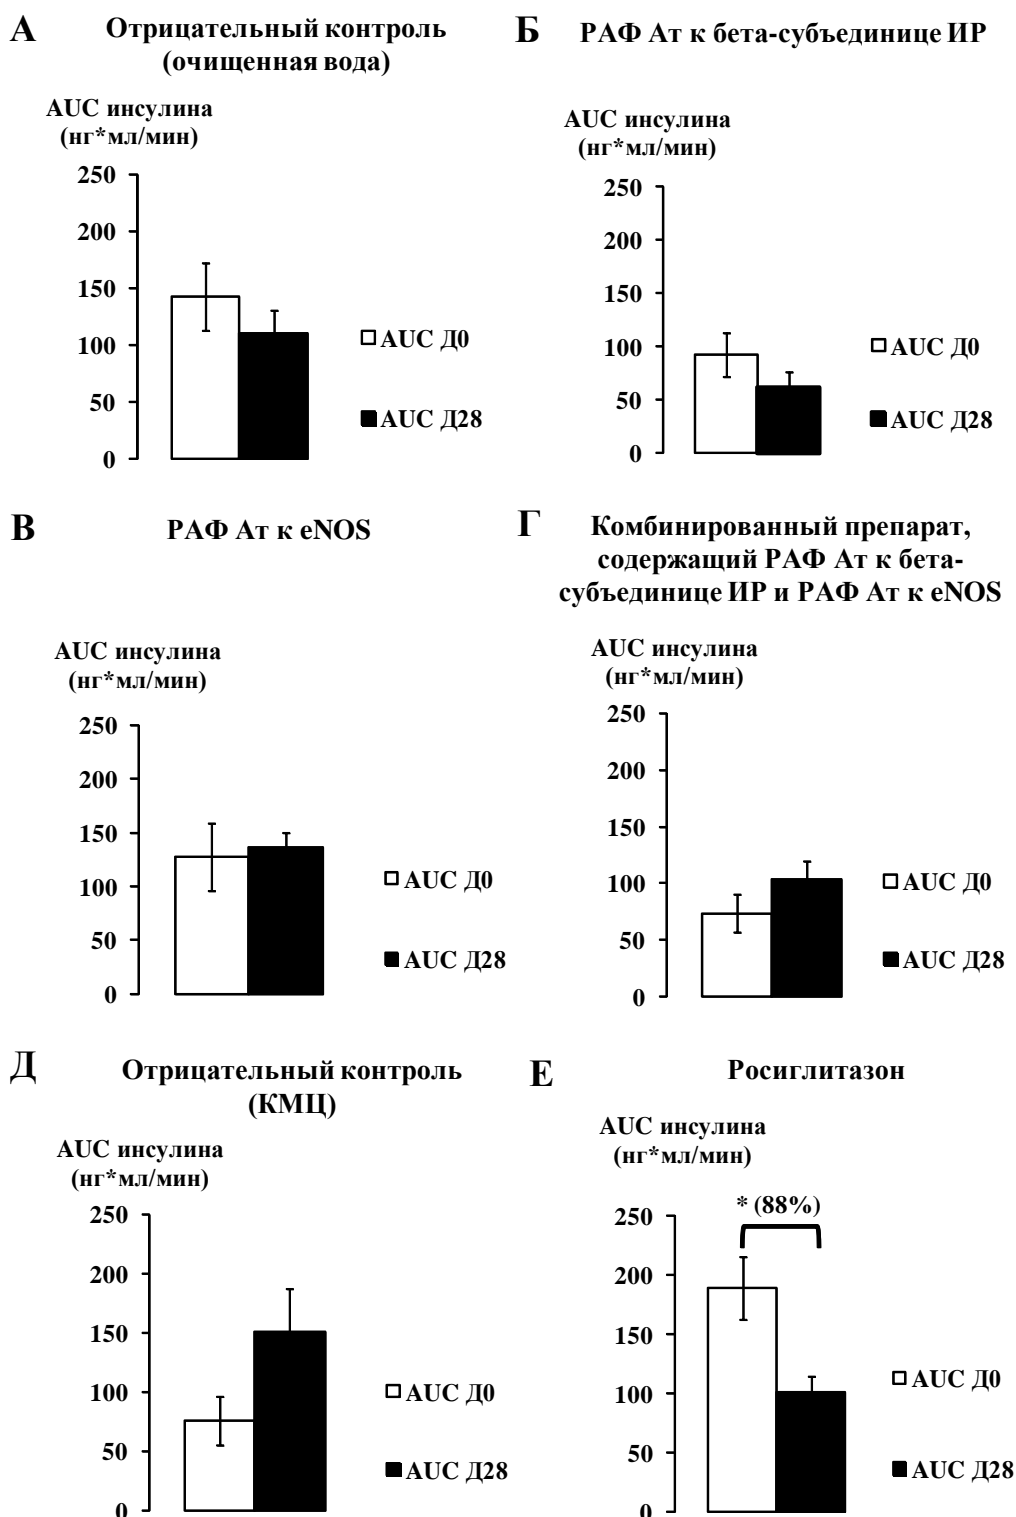 А
Отрицательный контроль
(очищенная вода)
AUC инсулина
(нг*мл/мин)
250
200
150
100
50
0
AUC Д0
AUC Д28
Б
РАФ Ат к бета-субъединице ИР
AUC инсулина
(нг*мл/мин)
250
200
150
100
50
0
AUC Д0
AUC Д28
В
РАФ Ат к eNOS
AUC инсулина
(нг*мл/мин)
250
200
150
100
50
0
AUC Д0
AUC Д28
Г
Комбинированный препарат,
содержащий РАФ Ат к бета-
субъединице ИР и РАФ Ат к eNOS
AUC инсулина
(нг*мл/мин)
250
200
150
100
50
0
AUC Д0
AUC Д28
Д
Отрицательный контроль
(КМЦ)
AUC инсулина
(нг*мл/мин)
250
200
150
100
50
0
AUC Д0
AUC Д28
Е
Росиглитазон
AUC инсулина
(нг*мл/мин)
* (88%)
250
200
150
100
50
0
AUC Д0
AUC Д28